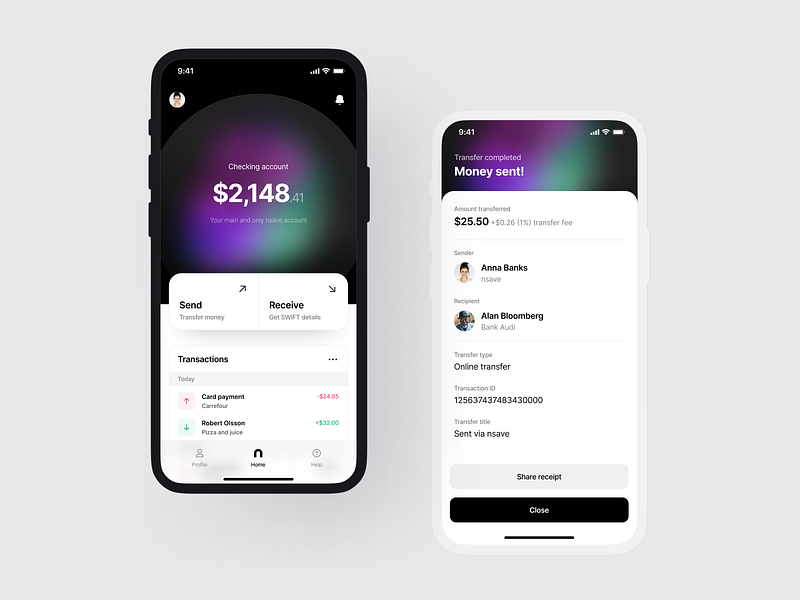 9:41
Checking account
$2,148.41
Your main and only nsave account
Send
Transfer money
Receive
Get SWIFT details
Transactions
Today
Card payment
-$24.85
Carrefour
Robert Olsson
+$32.00
Pizza and juice
Profile
Home
Help
9:41
Transfer completed
Money sent!
Amount transferred
$25.50 +$0.26 (1%) transfer fee
Sender
Anna Banks
nsave
Recipient
Alan Bloomberg
Bank Audi
Transfer type
Online transfer
Transaction ID
125637437483430000
Transfer title
Sent via nsave
Share receipt
Close